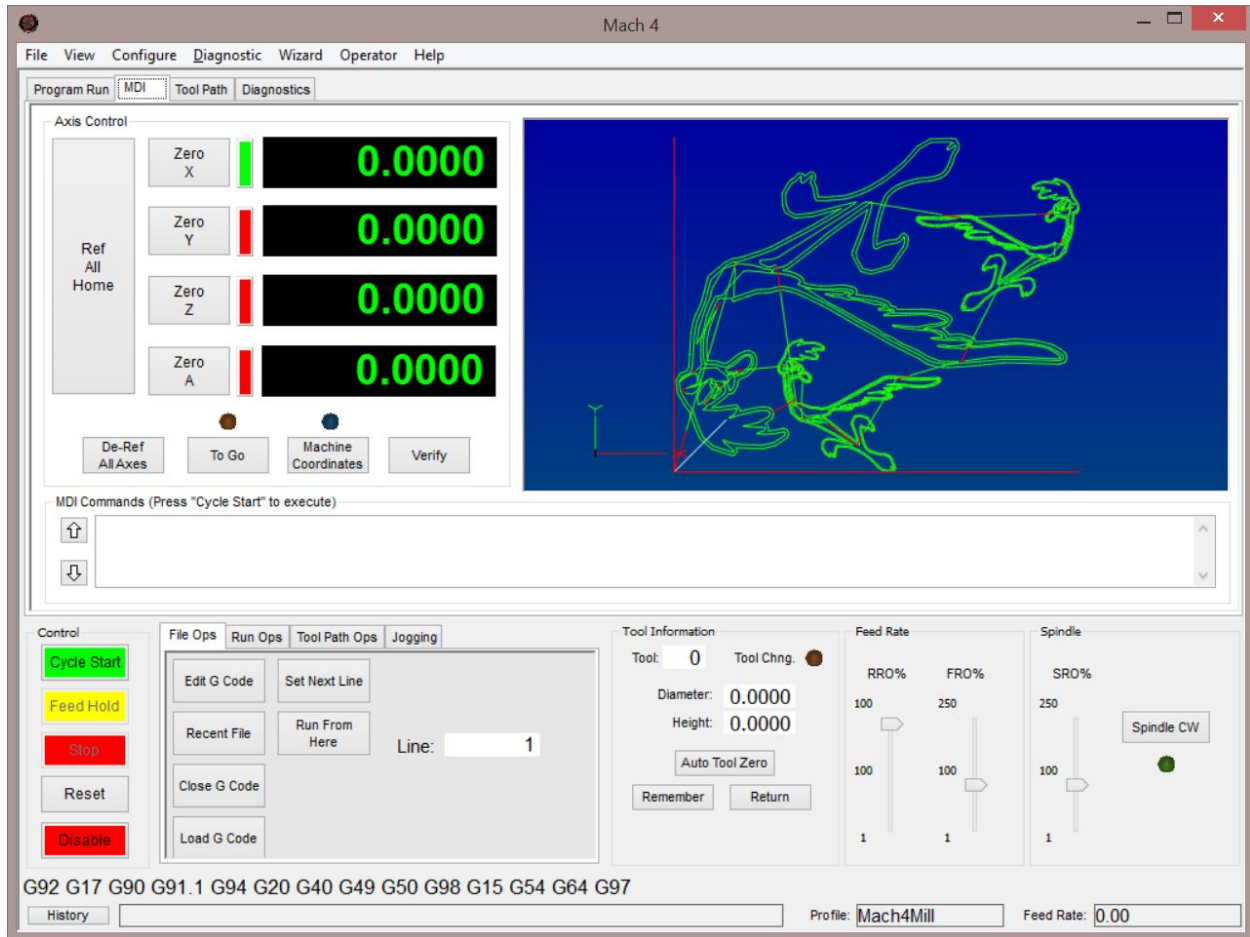 Mach 4
File View Configure Diagnostic Wizard Operator Help
Program Run MDI Tool Path Diagnostics
Axis Control
Ref
All
Home
Zero
X
0.0000
Zero
Y
0.0000
Zero
Z
0.0000
Zero
A
0.0000
De-Ref
All Axes
To Go
Machine
Coordinates
Verify
Y
MDI Commands (Press "Cycle Start" to execute)
Control
Cycle Start
Feed Hold
Stop
Reset
Disable
File Ops Run Ops Tool Path Ops Jogging
Edit G Code
Set Next Line
Recent File
Run From
Here
Line: 1
Close G Code
Load G Code
Tool Information
Tool: 0 Tool Chng.
Diameter: 0.0000
Height: 0.0000
Auto Tool Zero
Remember Return
Feed Rate
RRO% FRO%
100 250
100 100
1 1
Spindle
SRO%
250
100
1
Spindle CW
G92 G17 G90 G91.1 G94 G20 G40 G49 G50 G98 G15 G54 G64 G97
History
Profile: Mach4Mill
Feed Rate: 0.00